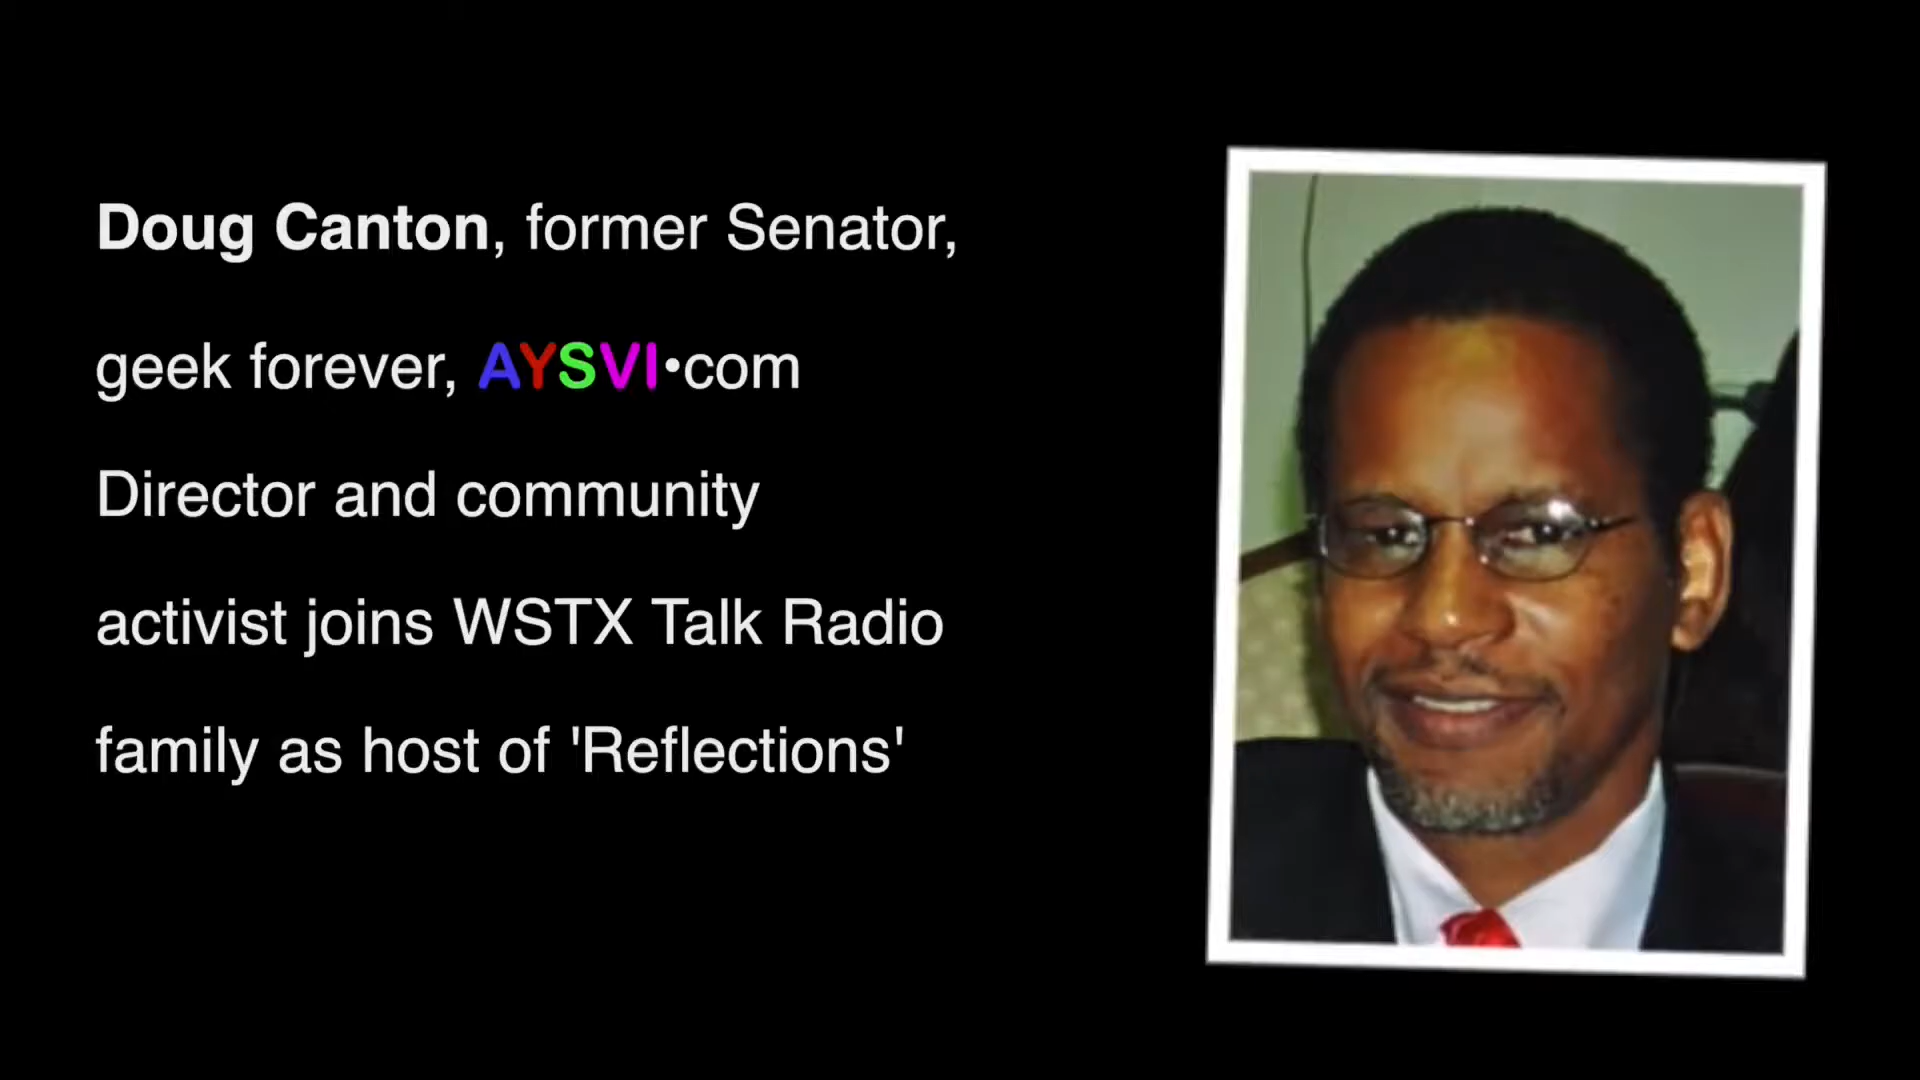 Doug Canton, former Senator,
geek forever, AYSVI•com
Director and community
activist joins WSTX Talk Radio
family as host of 'Reflections'